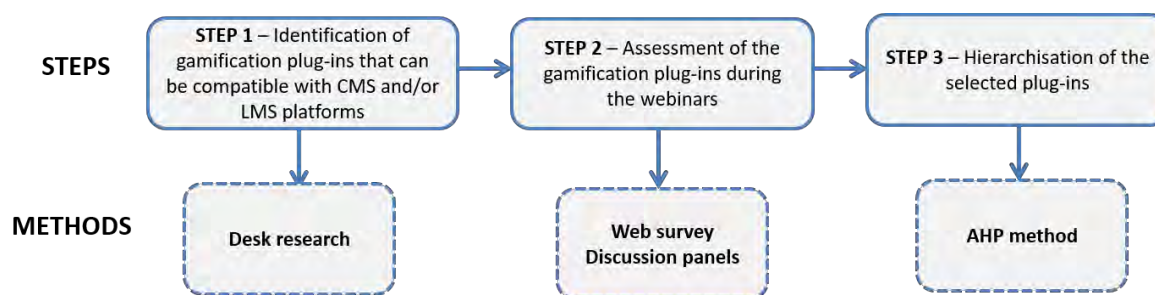 STEPS
STEP 1 – Identification of
gamification plug-ins that can
be compatible with CMS and/or
LMS platforms
STEP 2 – Assessment of the
gamification plug-ins during
the webinars
STEP 3 – Hierarchisation of the
selected plug-ins
METHODS
Desk research
Web survey
Discussion panels
AHP method